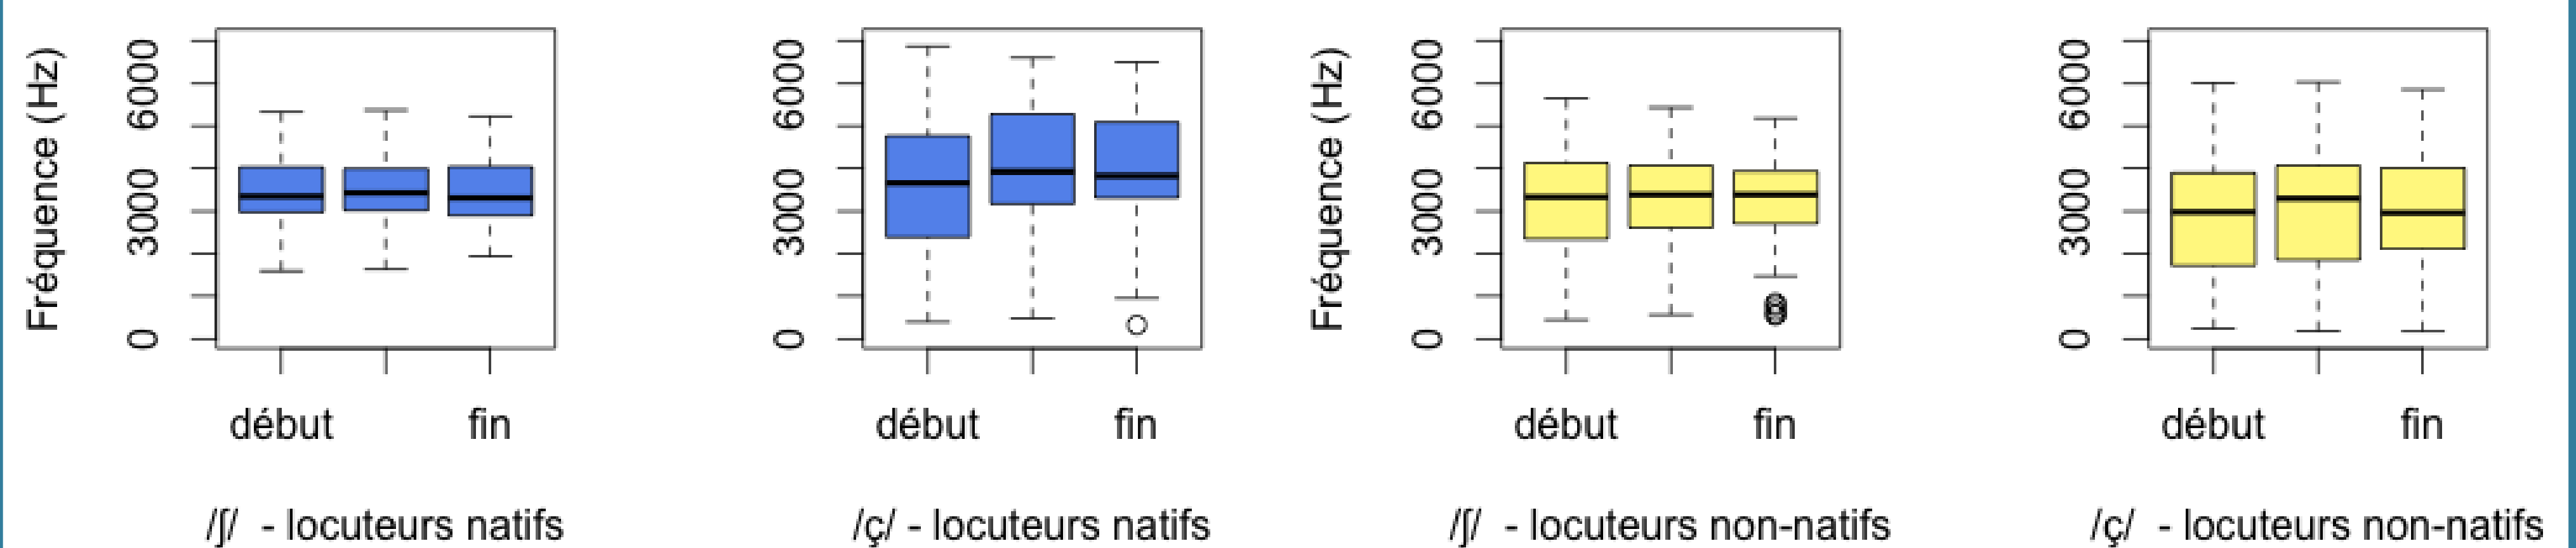 Fréquence (Hz)
6000
3000
0
début fin
/ʃ/ - locuteurs natifs
6000
3000
0
début fin
/ç/ - locuteurs natifs
Fréquence (Hz)
6000
3000
0
début fin
/ʃ/ - locuteurs non-natifs
6000
3000
0
début fin
/ç/ - locuteurs non-natifs